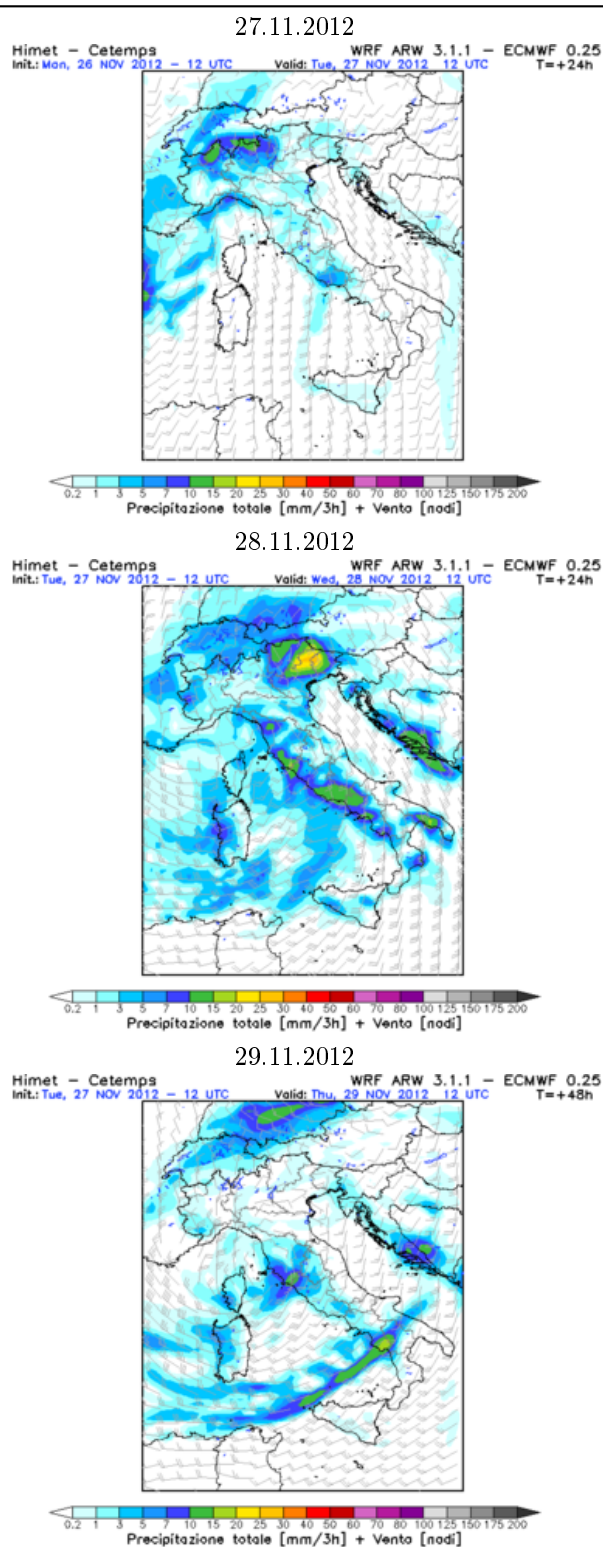 27.11.2012
Himet – Cetemps WRF ARW 3.1.1 – ECMWF 0.25
Init.: Mon, 26 NOV 2012 – 12 UTC Valid: Tue, 27 NOV 2012 12 UTC T=+24h
0.2 1 3 5 7 10 15 20 25 30 40 50 60 70 80 100 125 150 175 200
Precipitazione totale [mm/3h] + Vento [nodi]
28.11.2012
Himet – Cetemps WRF ARW 3.1.1 – ECMWF 0.25
Init.: Tue, 27 NOV 2012 – 12 UTC Valid: Wed, 28 NOV 2012 12 UTC T=+24h
0.2 1 3 5 7 10 15 20 25 30 40 50 60 70 80 100 125 150 175 200
Precipitazione totale [mm/3h] + Vento [nodi]
29.11.2012
Himet – Cetemps WRF ARW 3.1.1 – ECMWF 0.25
Init.: Tue, 27 NOV 2012 – 12 UTC Valid: Thu, 29 NOV 2012 12 UTC T=+48h
0.2 1 3 5 7 10 15 20 25 30 40 50 60 70 80 100 125 150 175 200
Precipitazione totale [mm/3h] + Vento [nodi]